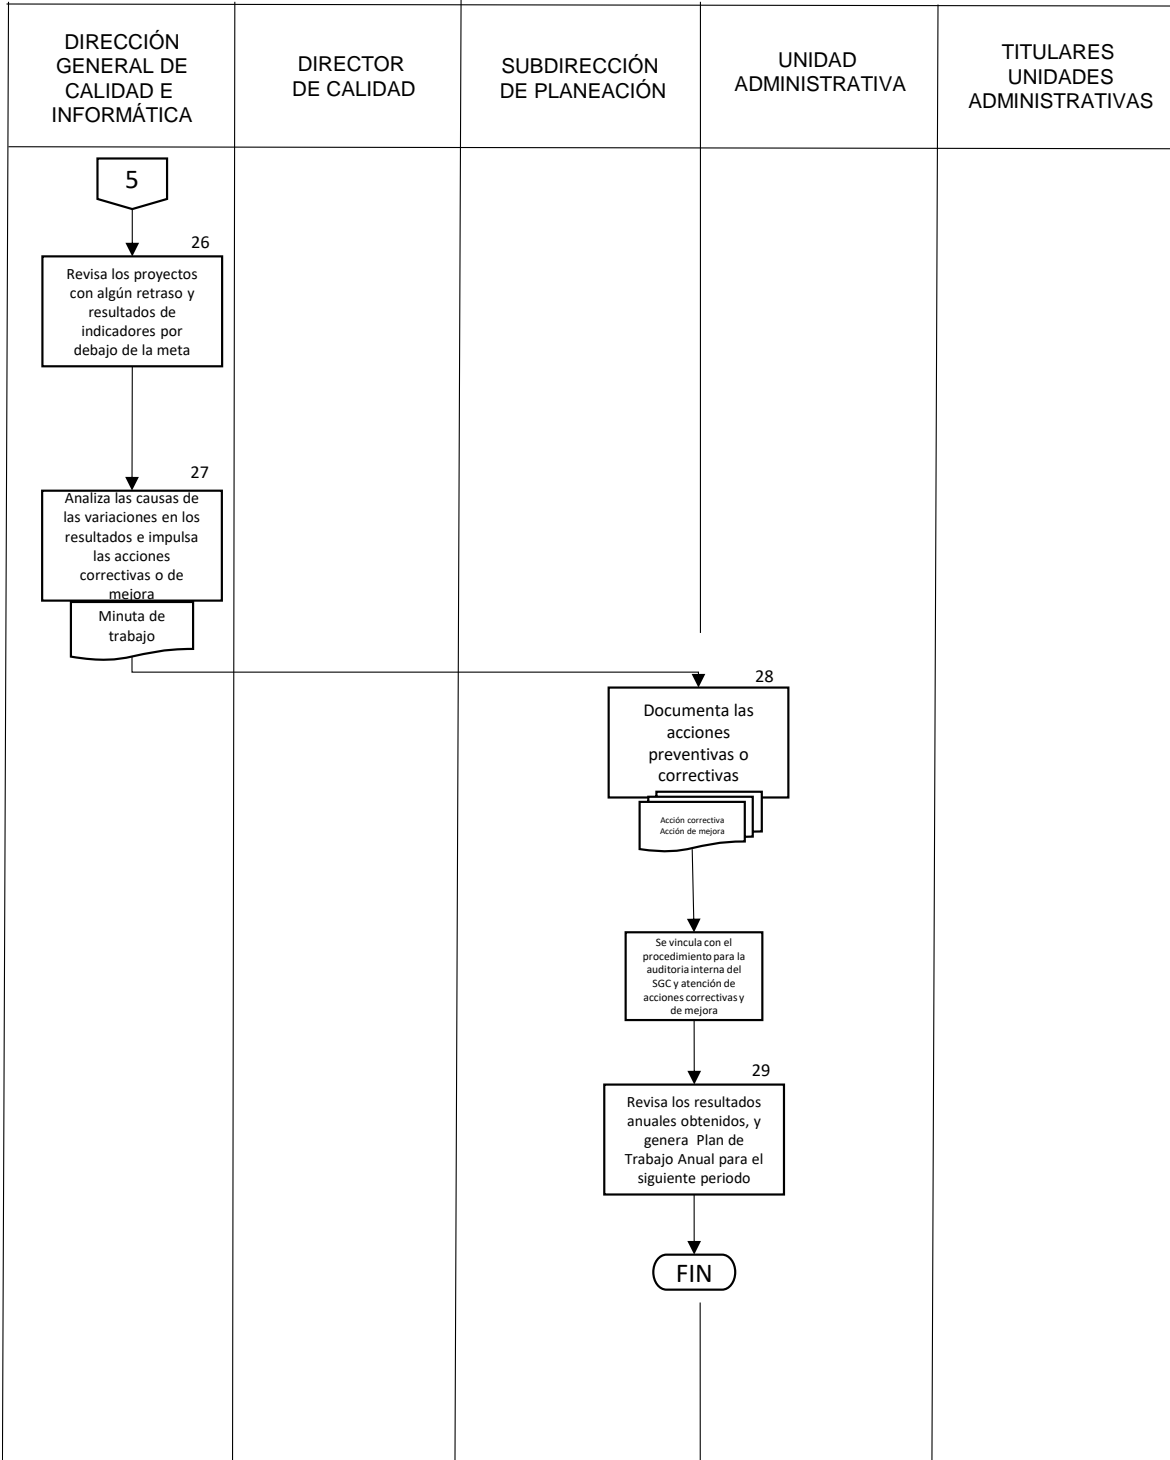 DIRECCIÓN
GENERAL DE
CALIDAD E
INFORMÁTICA
DIRECTOR
DE CALIDAD
SUBDIRECCIÓN
DE PLANEACIÓN
UNIDAD
ADMINISTRATIVA
TITULARES
UNIDADES
ADMINISTRATIVAS
5
26
Revisa los proyectos
con algún retraso y
resultados de
indicadores por
debajo de la meta
27
Analiza las causas de
las variaciones en los
resultados e impulsa
las acciones
correctivas o de
mejora
Minuta de
trabajo
28
Documenta las
acciones
preventivas o
correctivas
Acción correctiva
Acción de mejora
Se vincula con el
procedimiento para la
auditoria interna del
SGC y atención de
acciones correctivas y
de mejora
29
Revisa los resultados
anuales obtenidos, y
genera Plan de
Trabajo Anual para el
siguiente periodo
FIN